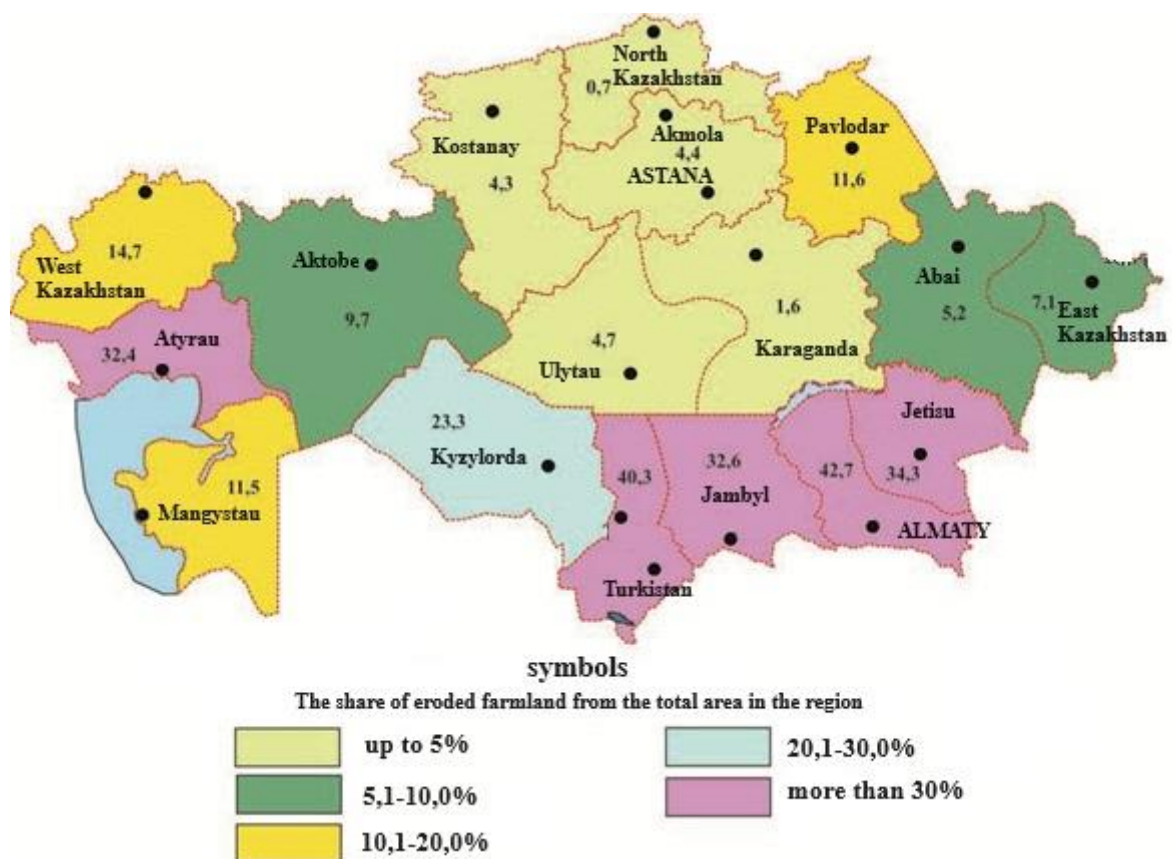 North
Kazakhstan
0,7
Kostanay
4,3
Akmola
4,4
ASTANA
Pavlodar
11,6
14,7
West
Kazakhstan
Aktobe
9,7
Atyrau
32,4
4,7
Ulytau
1,6
Karaganda
Abai
5,2
7,1
East
Kazakhstan
23,3
Kyzylorda
11,5
Mangystau
40,3
Turkistan
32,6
Jambyl
42,7
ALMATY
Jetisu
34,3
symbols
The share of eroded farmland from the total area in the region
up to 5%
5,1-10,0%
10,1-20,0%
20,1-30,0%
more than 30%